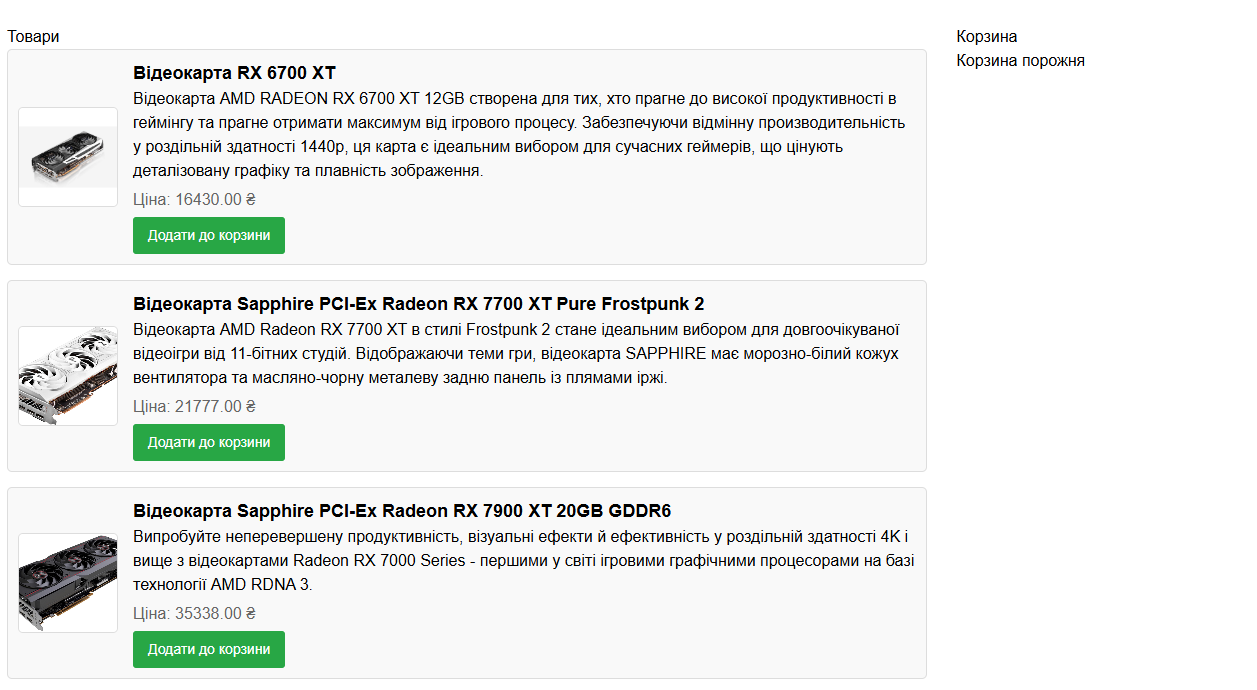 Товари
Відеокарта RX 6700 XT
Відеокарта AMD RADEON RX 6700 XT 12GB створена для тих, хто прагне до високої продуктивності в
геймінгу та прагне отримати максимум від ігрового процесу. Забезпечуючи відмінну производительність
у роздільній здатності 1440p, ця карта є ідеальним вибором для сучасних геймерів, що цінують
деталізовану графіку та плавність зображення.
Ціна: 16430.00 ₴
Додати до корзини
Відеокарта Sapphire PCI-Ex Radeon RX 7700 XT Pure Frostpunk 2
Відеокарта AMD Radeon RX 7700 XT в стилі Frostpunk 2 стане ідеальним вибором для довгоочікуваної
відеоігри від 11-бітних студій. Відображаючи теми гри, відеокарта SAPPHIRE має морозно-білий кожух
вентилятора та масляно-чорну металеву задню панель із плямами іржі.
Ціна: 21777.00 ₴
Додати до корзини
Відеокарта Sapphire PCI-Ex Radeon RX 7900 XT 20GB GDDR6
Випробуйте неперевершену продуктивність, візуальні ефекти й ефективність у роздільній здатності 4K і
вище з відеокартами Radeon RX 7000 Series - першими у світі ігровими графічними процесорами на базі
технології AMD RDNA 3.
Ціна: 35338.00 ₴
Додати до корзини
Корзина
Корзина порожня